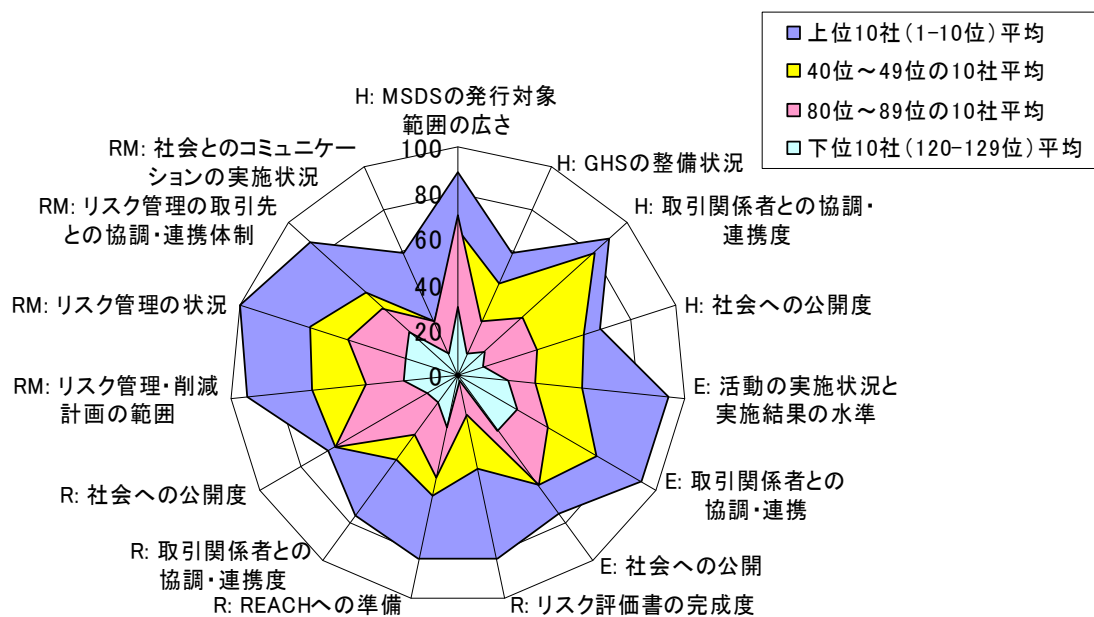 上位10社(1-10位)平均
40位～49位の10社平均
80位～89位の10社平均
下位10社(120-129位)平均
H: MSDSの発行対象
範囲の広さ
H: GHSの整備状況
H: 取引関係者との協調・
連携度
H: 社会への公開度
E: 活動の実施状況と
実施結果の水準
E: 取引関係者との
協調・連携
E: 社会への公開
R: リスク評価書の完成度
R: REACHへの準備
R: 取引関係者との
協調・連携度
R: 社会への公開度
RM: リスク管理・削減
計画の範囲
RM: リスク管理の状況
RM: リスク管理の取引先
との協調・連携体制
RM: 社会とのコミュニケー
ションの実施状況
100
80
60
40
20
0